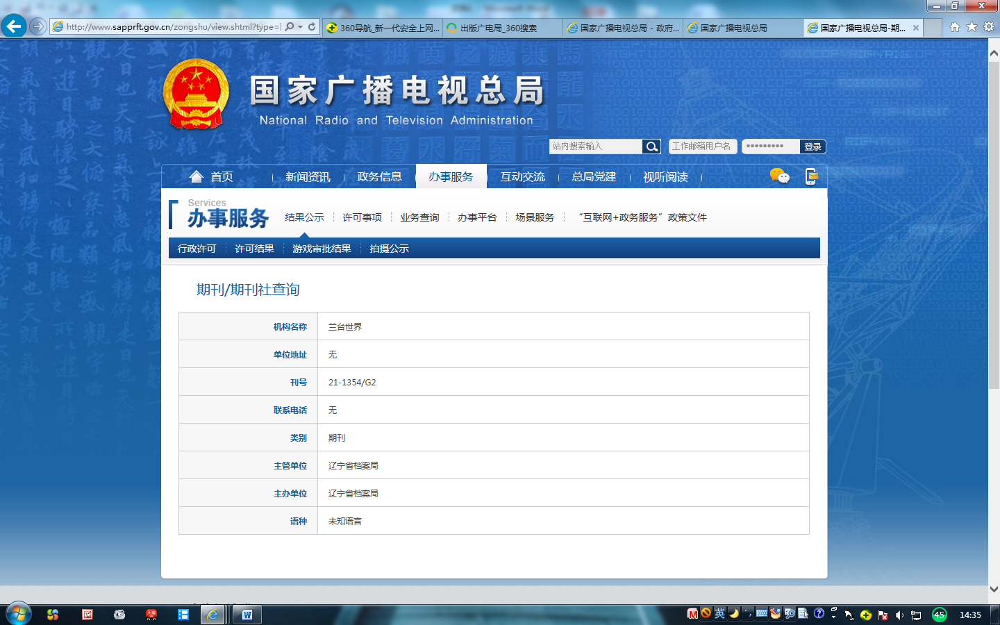 http://www.sapprft.gov.cn/zongshu/view.shtml?type=
360导航_新一代安全上网...
出版广电局_360搜索
国家广播电视总局 - 政府...
国家广播电视总局
国家广播电视总局-期...
国家广播电视总局
National Radio and Television Administration
站内搜索输入
工作邮箱用户名
登录
首页
新闻资讯
政务信息
办事服务
互动交流
总局党建
视听阅读
Services
办事服务
结果公示
许可事项
业务查询
办事平台
场景服务
“互联网+政务服务”政策文件
行政许可
许可结果
游戏审批结果
拍摄公示
期刊/期刊社查询
机构名称 兰台世界
单位地址 无
刊号 21-1354/G2
联系电话 无
类别 期刊
主管单位 辽宁省档案局
主办单位 辽宁省档案局
语种 未知语言
英
45
14:35